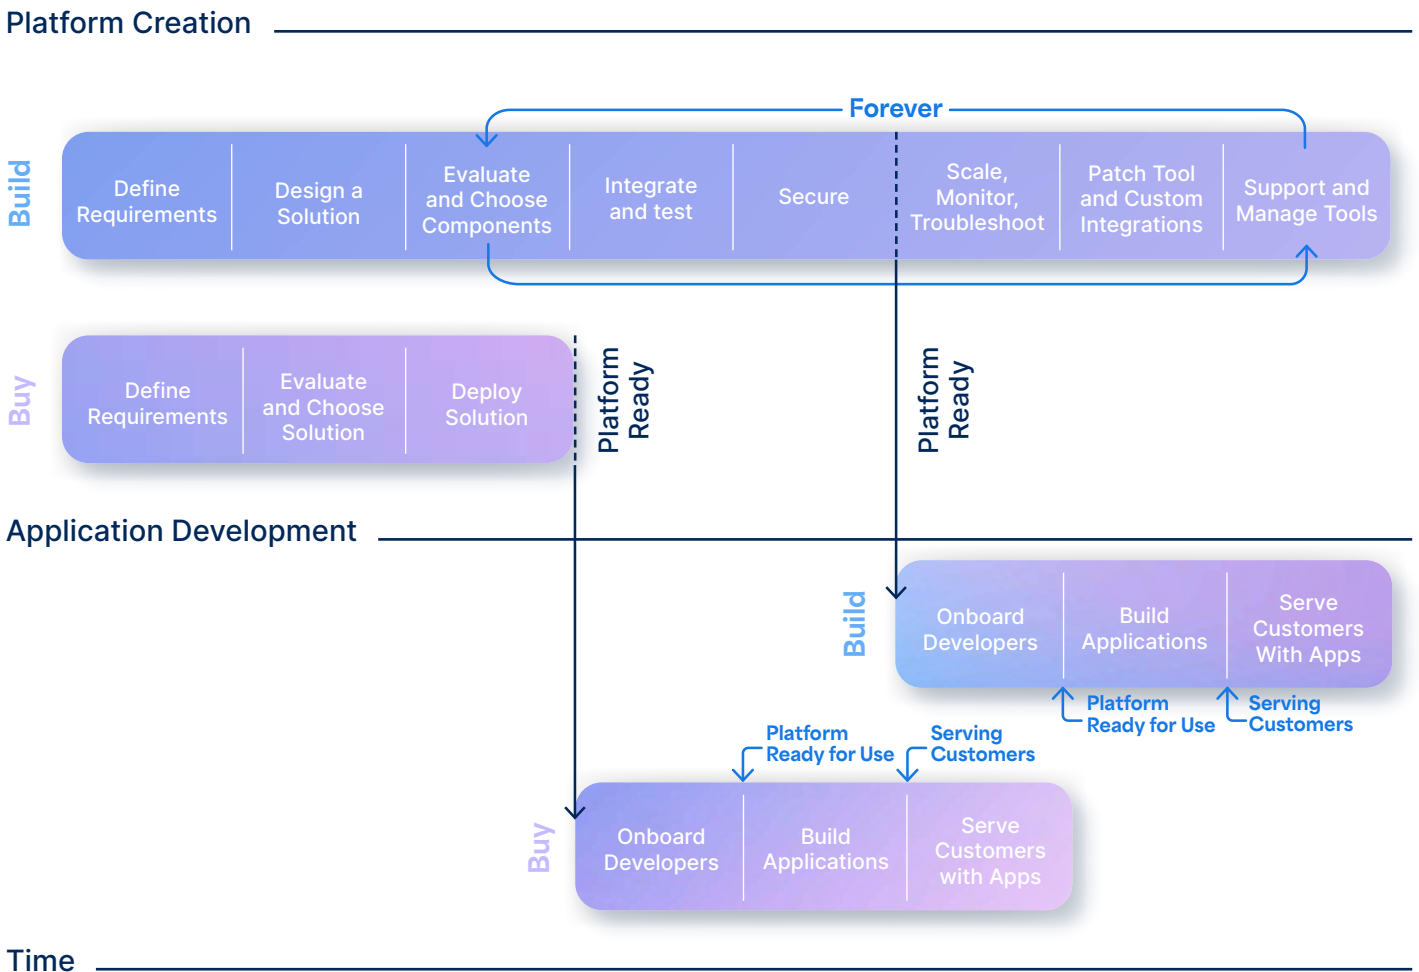 Platform Creation
Forever
Build
Define
Requirements
Design a
Solution
Evaluate
and Choose
Components
Integrate
and test
Secure
Scale,
Monitor,
Troubleshoot
Patch Tool
and Custom
Integrations
Support and
Manage Tools
Buy
Define
Requirements
Evaluate
and Choose
Solution
Deploy
Solution
Platform
Ready
Platform
Ready
Application Development
Build
Onboard
Developers
Build
Applications
Serve
Customers
With Apps
Platform
Ready for Use
Serving
Customers
Platform
Ready for Use
Serving
Customers
Buy
Onboard
Developers
Build
Applications
Serve
Customers
with Apps
Time